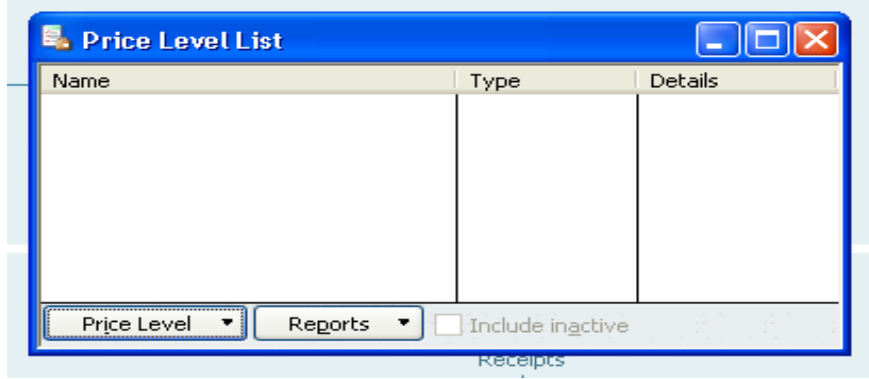 Price Level List
Name Type Details
Price Level Reports Include inactive
Receipts